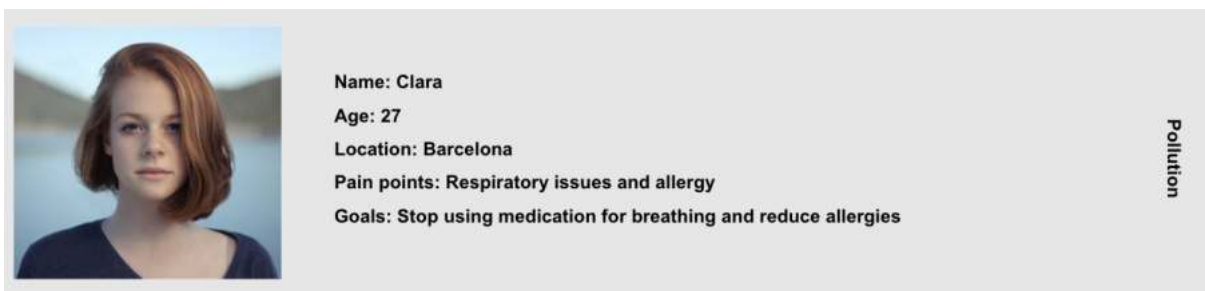 Name: Clara
Age: 27
Location: Barcelona
Pain points: Respiratory issues and allergy
Goals: Stop using medication for breathing and reduce allergies
Pollution